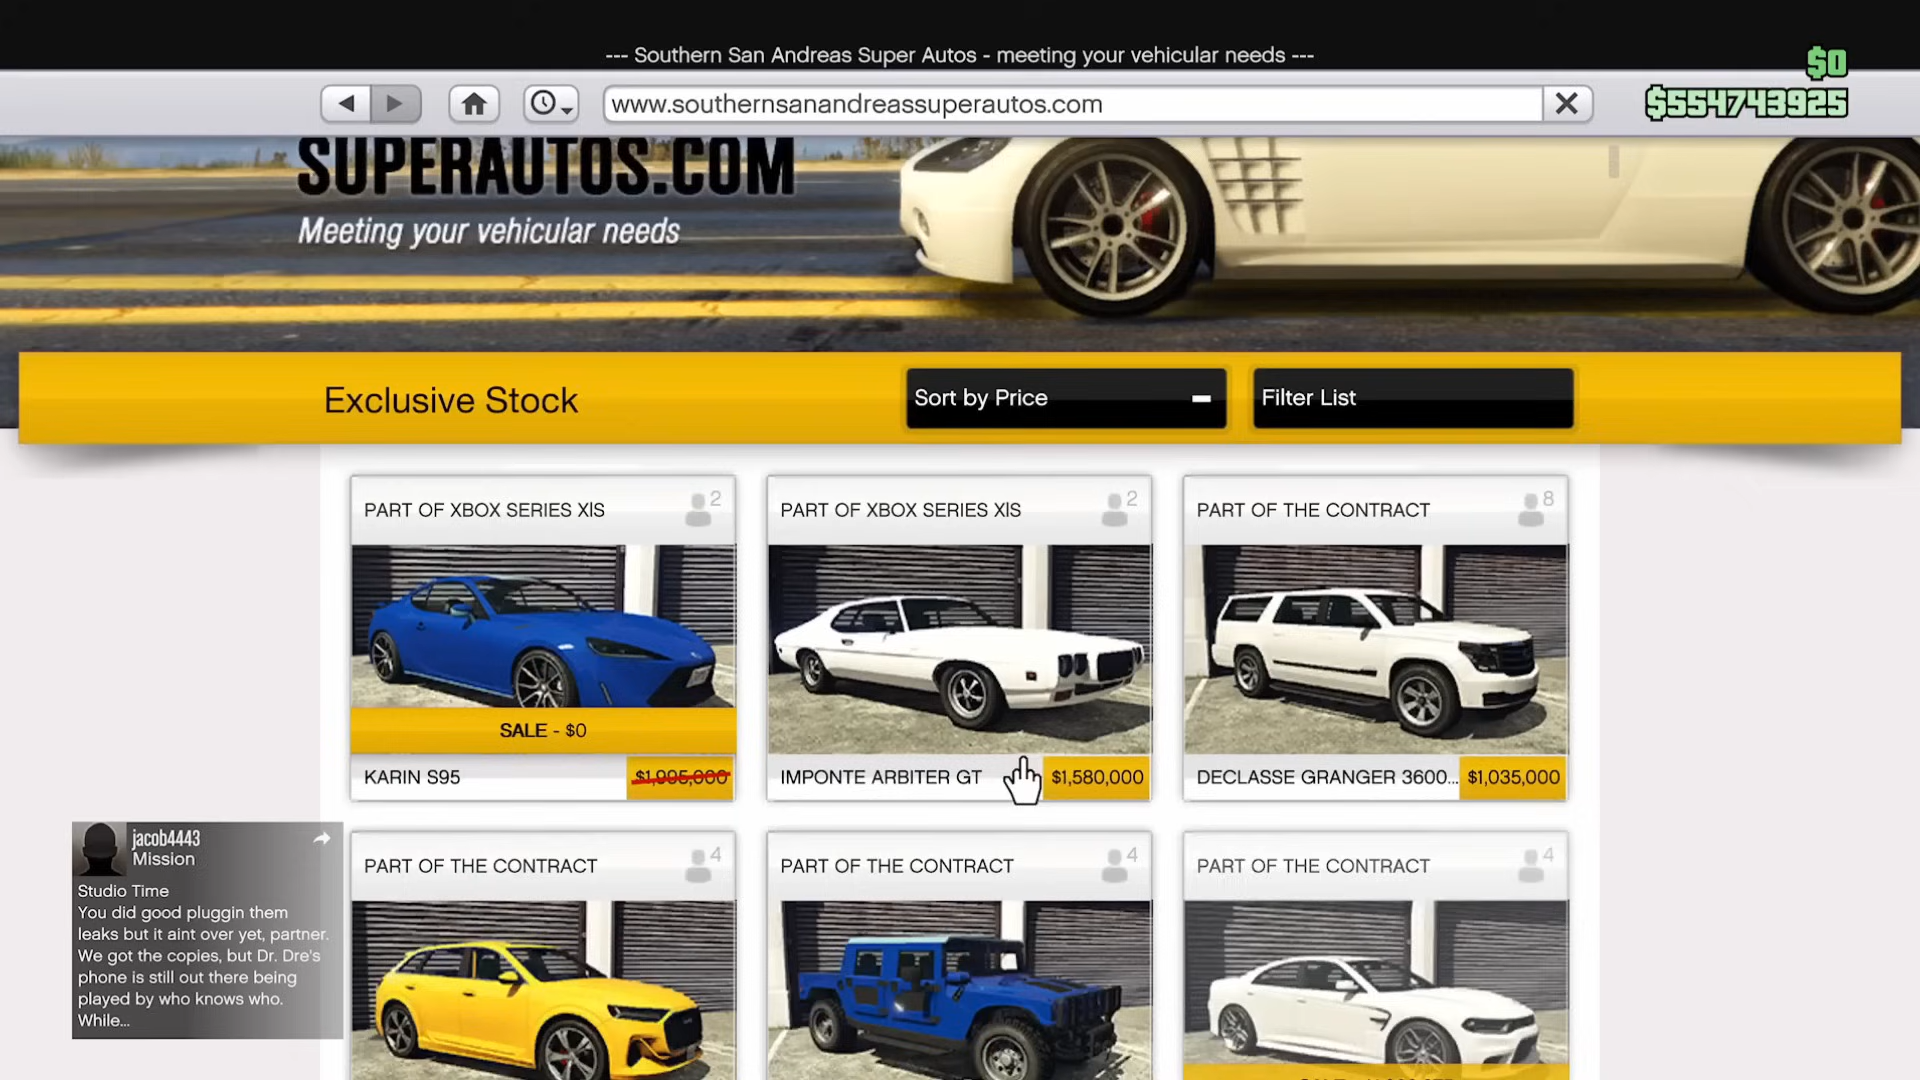 --- Southern San Andreas Super Autos - meeting your vehicular needs ---
$0
www.southernsanandreassuperautos.com
$554743925
SUPERAUTOS.COM
Meeting your vehicular needs
Exclusive Stock
Sort by Price
Filter List
PART OF XBOX SERIES X|S
2
PART OF XBOX SERIES X|S
2
PART OF THE CONTRACT
8
SALE - $0
KARIN S95
$1,995,000
IMPONTE ARBITER GT
$1,580,000
DECLASSE GRANGER 3600...
$1,035,000
jacob4443
Mission
Studio Time
You did good pluggin them
leaks but it aint over yet, partner.
We got the copies, but Dr. Dre's
phone is still out there being
played by who knows who.
While...
PART OF THE CONTRACT
4
PART OF THE CONTRACT
4
PART OF THE CONTRACT
4